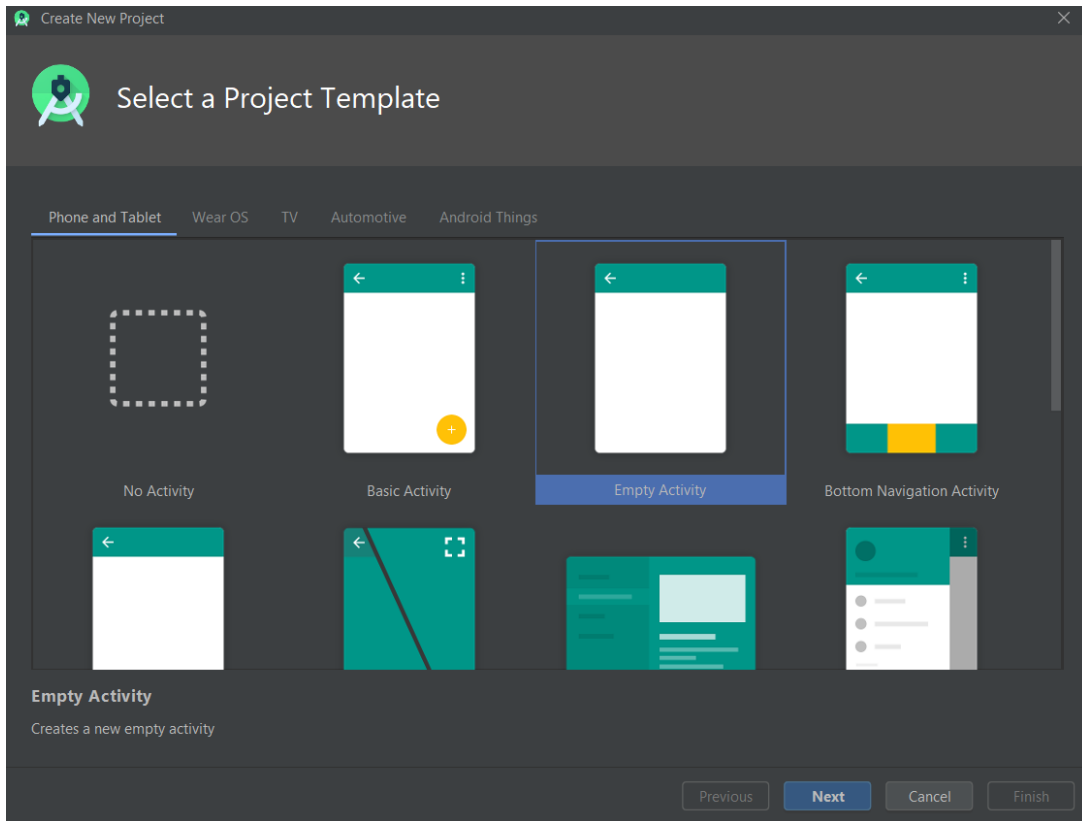 Create New Project
Select a Project Template
Phone and Tablet Wear OS TV Automotive Android Things
No Activity Basic Activity Empty Activity Bottom Navigation Activity
Empty Activity
Creates a new empty activity
Previous Next Cancel Finish